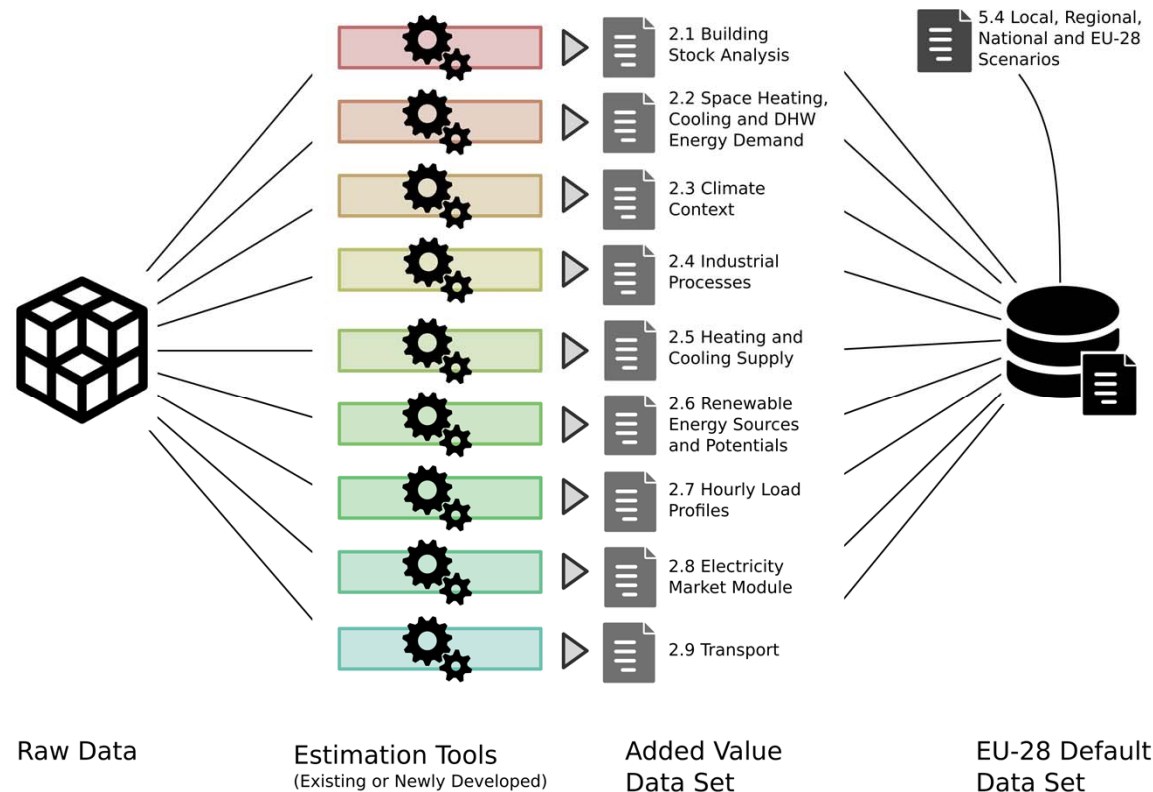 2.1 Building
Stock Analysis
5.4 Local, Regional,
National and EU-28
Scenarios
2.2 Space Heating,
Cooling and DHW
Energy Demand
2.3 Climate
Context
2.4 Industrial
Processes
2.5 Heating and
Cooling Supply
2.6 Renewable
Energy Sources
and Potentials
2.7 Hourly Load
Profiles
2.8 Electricity
Market Module
2.9 Transport
Raw Data
Estimation Tools
(Existing or Newly Developed)
Added Value
Data Set
EU-28 Default
Data Set